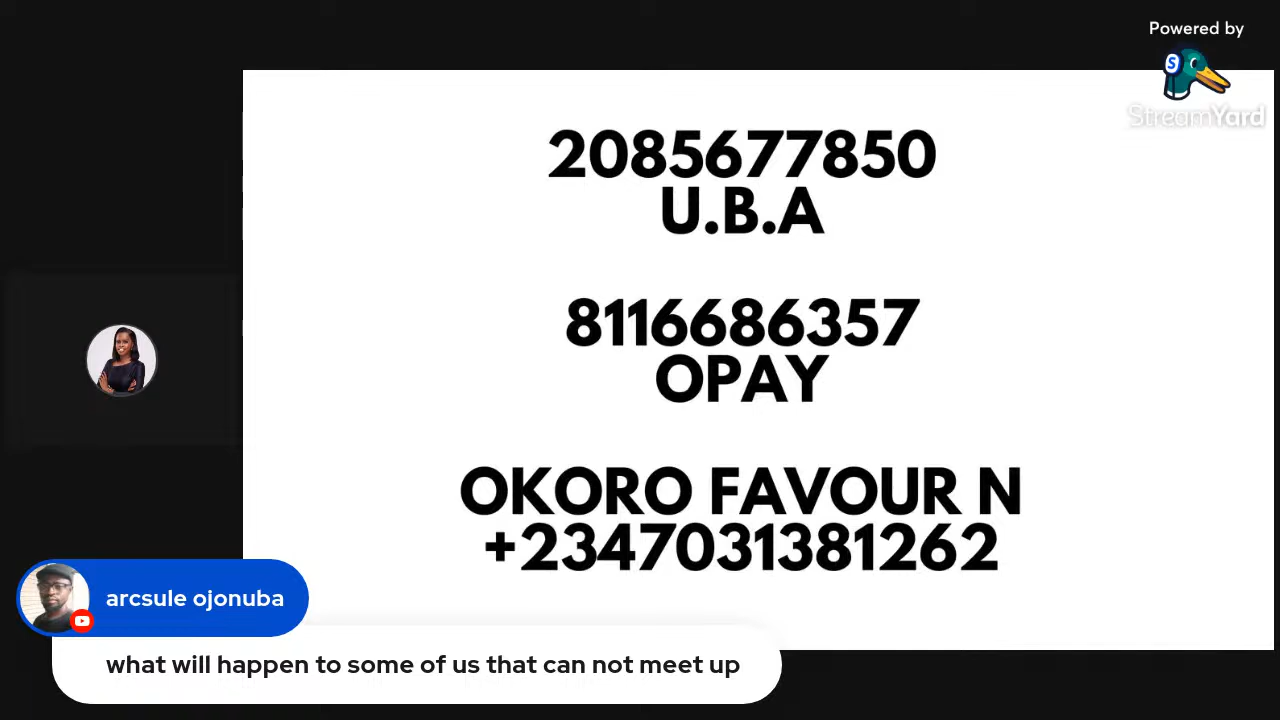 Powered by
S
StreamYard
2085677850
U.B.A
8116686357
OPAY
OKORO FAVOUR N
+2347031381262
arcsule ojonuba
what will happen to some of us that can not meet up